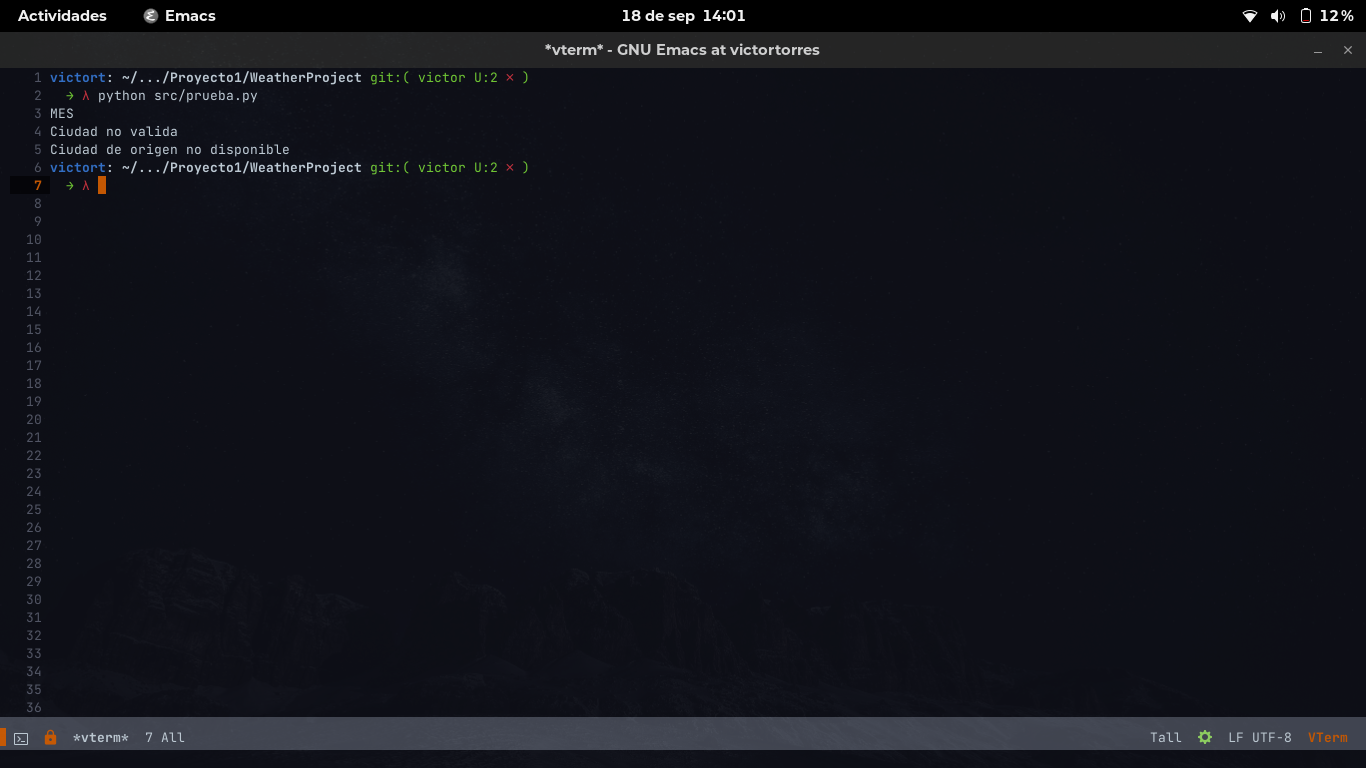 Actividades Emacs 18 de sep 14:01 12%
*vterm* - GNU Emacs at victortorres
1 victort: ~/.../Proyecto1/WeatherProject git:( victor U:2 ✕ )
2 → λ python src/prueba.py
3 MES
4 Ciudad no valida
5 Ciudad de origen no disponible
6 victort: ~/.../Proyecto1/WeatherProject git:( victor U:2 ✕ )
7 → λ
8
9
10
11
12
13
14
15
16
17
18
19
20
21
22
23
24
25
26
27
28
29
30
31
32
33
34
35
36
*vterm* 7 All Tall LF UTF-8 VTerm